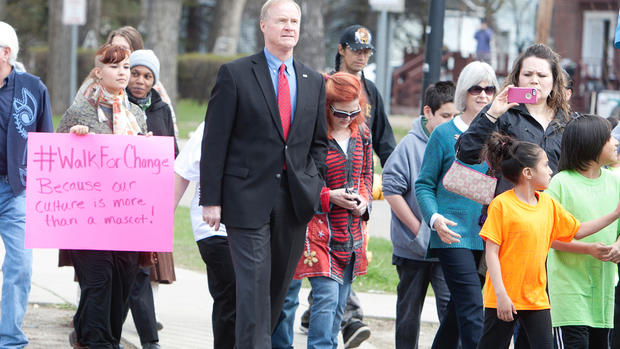 #WalkForChange
Because our
culture is more
than a mascot!